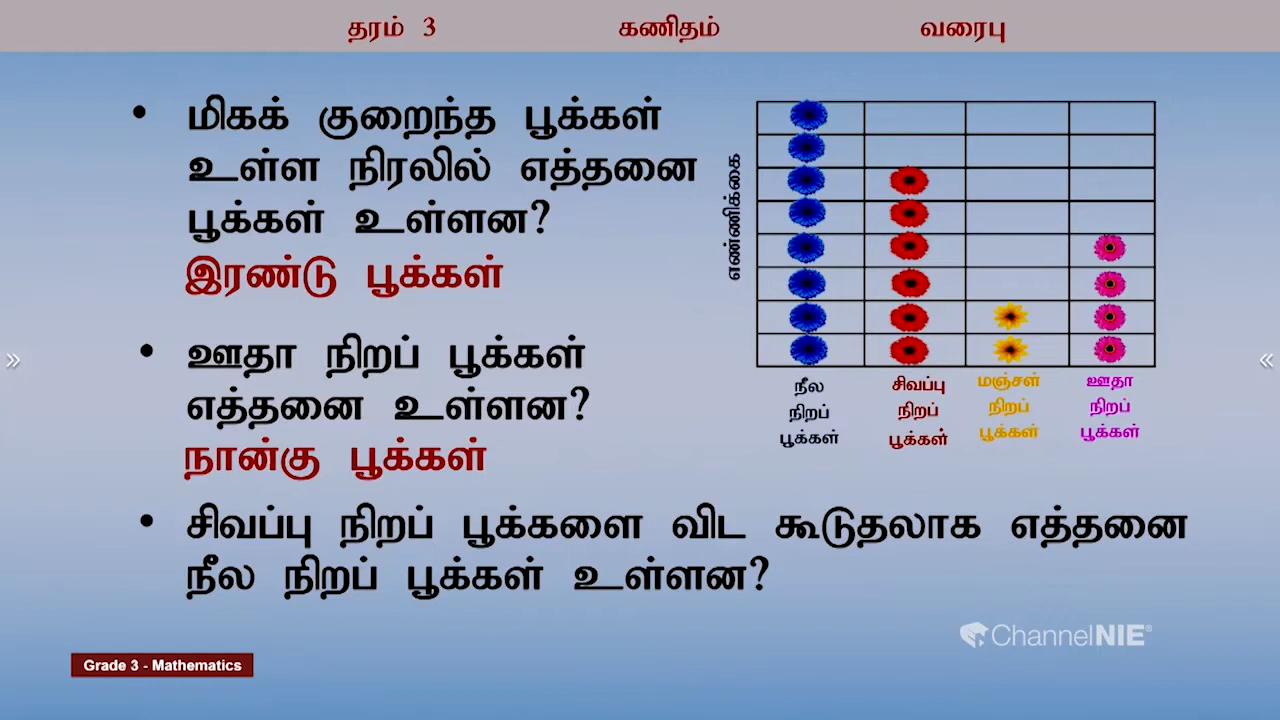 தரம் 3 கணிதம் வரைபு
• மிகக் குறைந்த பூக்கள்
உள்ள நிரலில் எத்தனை
பூக்கள் உள்ளன?
இரண்டு பூக்கள்
• ஊதா நிறப் பூக்கள்
எத்தனை உள்ளன?
நான்கு பூக்கள்
• சிவப்பு நிறப் பூக்களை விட கூடுதலாக எத்தனை
நீல நிறப் பூக்கள் உள்ளன?
எண்ணிக்கை
நீல
நிறப்
பூக்கள்
சிவப்பு
நிறப்
பூக்கள்
மஞ்சள்
நிறப்
பூக்கள்
ஊதா
நிறப்
பூக்கள்
ChannelNIE®
Grade 3 - Mathematics